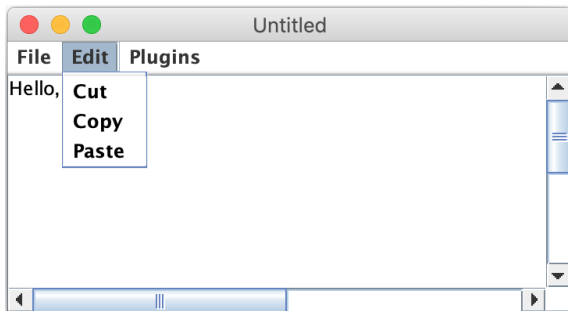 Untitled
File Edit Plugins
Hello,
Cut
Copy
Paste